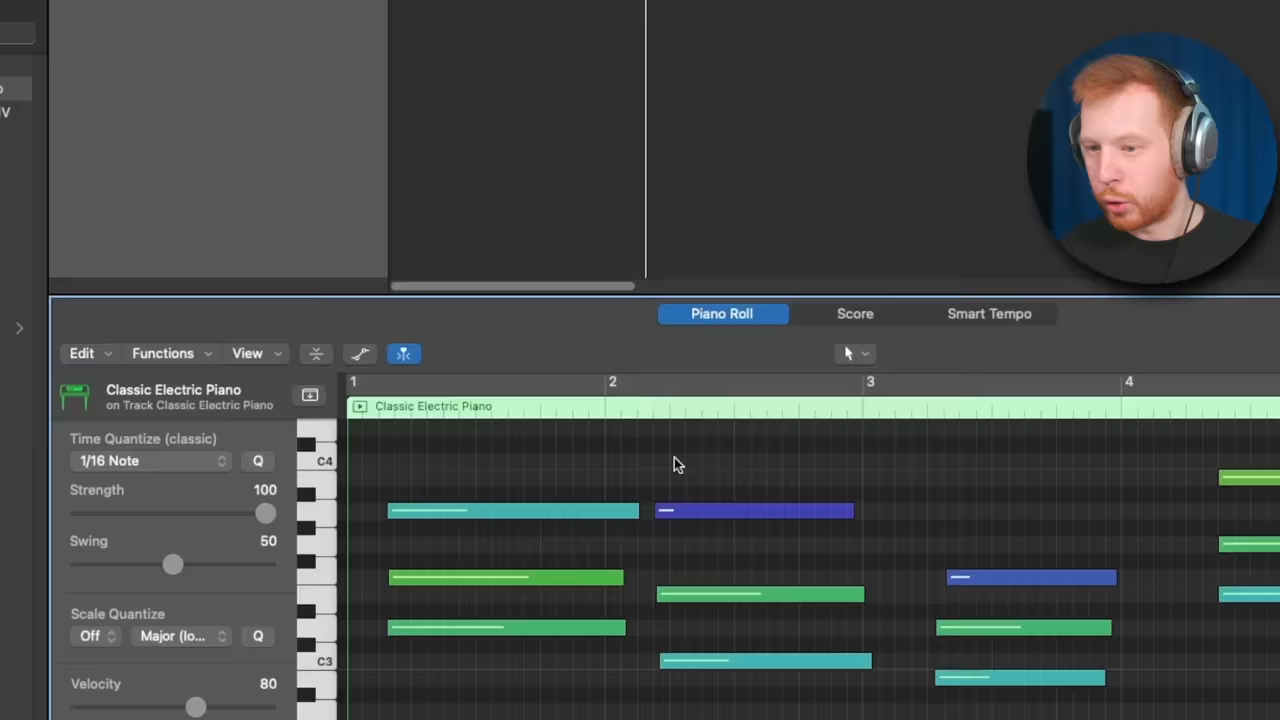 o
V
Piano Roll Score Smart Tempo
Edit Functions View
Classic Electric Piano
on Track Classic Electric Piano
1 2 3 4
Classic Electric Piano
Time Quantize (classic)
1/16 Note Q
Strength 100
Swing 50
Scale Quantize
Off Major (lo... Q
Velocity 80
C4
C3